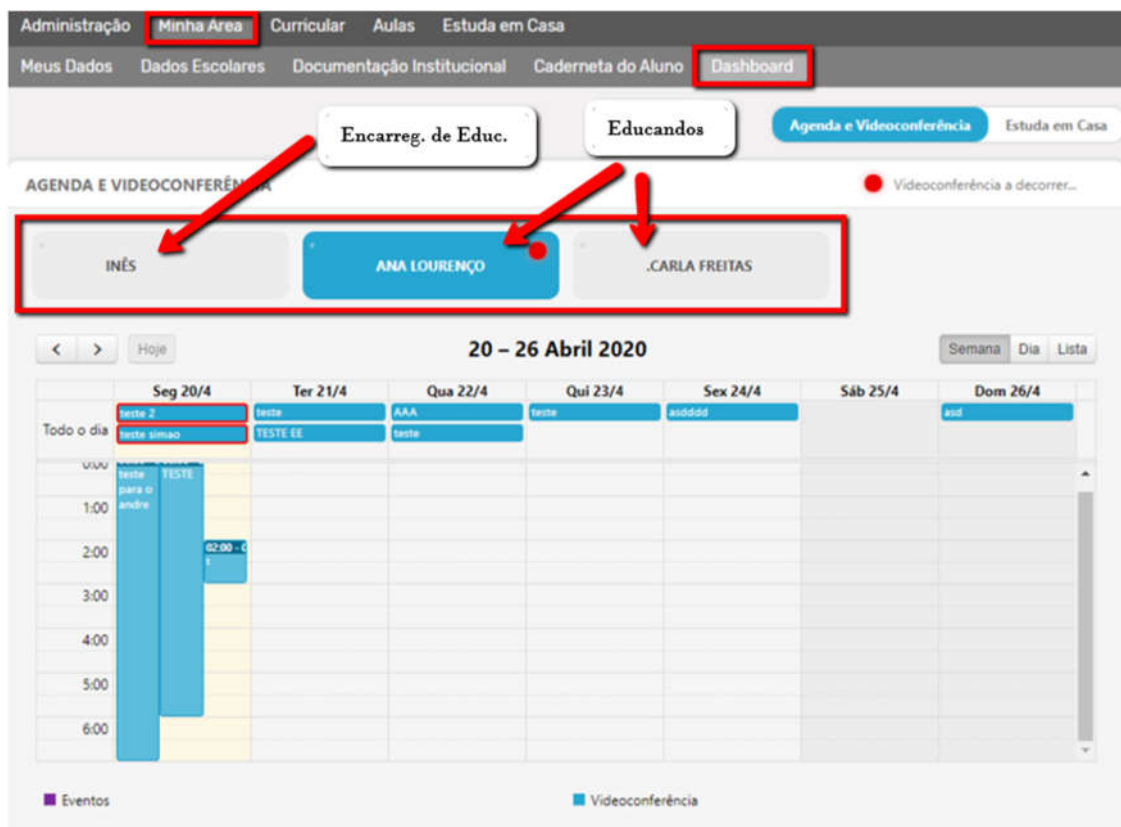 Administração Minha Área Curricular Aulas Estuda em Casa
Meus Dados Dados Escolares Documentação Institucional Caderneta do Aluno Dashboard
Encarreg. de Educ.
Educandos
Agenda e Videoconferência Estuda em Casa
AGENDA E VIDEOCONFERÊNCIA
Videoconferência a decorrer...
INÊS ANA LOURENÇO .CARLA FREITAS
Hoje 20 – 26 Abril 2020 Semana Dia Lista
Seg 20/4 Ter 21/4 Qua 22/4 Qui 23/4 Sex 24/4 Sáb 25/4 Dom 26/4
Todo o dia
teste 2 teste AAA teste asdddd asd
teste simao TESTE EE teste
0:00
teste para o andre
TESTE
1:00
2:00 02:00 - 0
t
3:00
4:00
5:00
6:00
Eventos Videoconferência